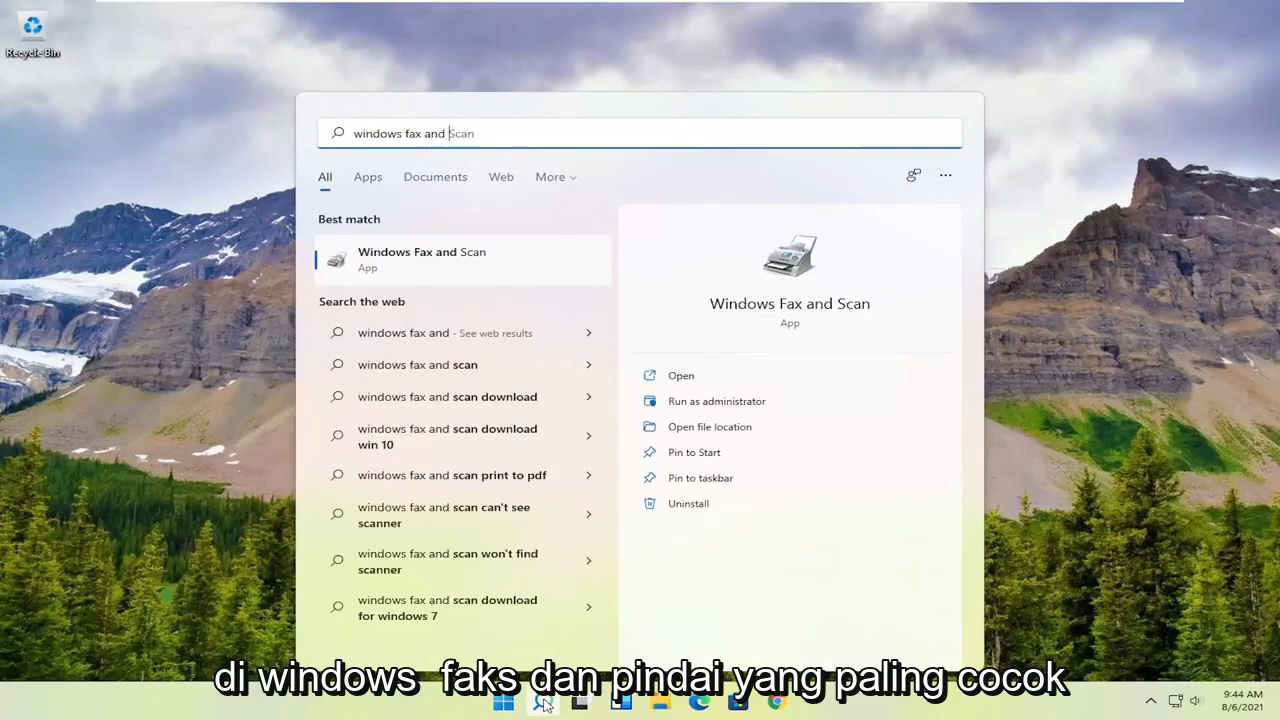 Recycle Bin
windows fax and Scan
All Apps Documents Web More
Best match
Windows Fax and Scan
App
Search the web
windows fax and - See web results
windows fax and scan
windows fax and scan download
windows fax and scan download
win 10
windows fax and scan print to pdf
windows fax and scan can't see
scanner
windows fax and scan won't find
scanner
windows fax and scan download
for windows 7
Windows Fax and Scan
App
Open
Run as administrator
Open file location
Pin to Start
Pin to taskbar
Uninstall
di windows faks dan pindai yang paling cocok
9:44 AM
8/6/2021